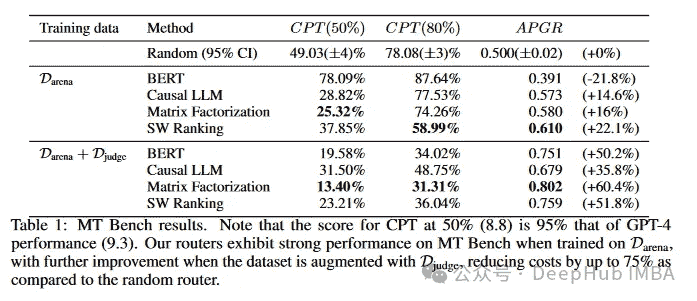 Training data Method CPT(50%) CPT(80%) APGR
Random (95% CI) 49.03(±4)% 78.08(±3)% 0.500(±0.02) (+0%)
𝒟arena BERT 78.09% 87.64% 0.391 (-21.8%)
Causal LLM 28.82% 77.53% 0.573 (+14.6%)
Matrix Factorization 25.32% 74.26% 0.580 (+16%)
SW Ranking 37.85% 58.99% 0.610 (+22.1%)
𝒟arena + 𝒟judge BERT 19.58% 34.02% 0.751 (+50.2%)
Causal LLM 31.50% 48.75% 0.679 (+35.8%)
Matrix Factorization 13.40% 31.31% 0.802 (+60.4%)
SW Ranking 23.21% 36.04% 0.759 (+51.8%)
Table 1: MT Bench results. Note that the score for CPT at 50% (8.8) is 95% that of GPT-4
performance (9.3). Our routers exhibit strong performance on MT Bench when trained on 𝒟arena,
with further improvement when the dataset is augmented with 𝒟judge, reducing costs by up to 75% as
compared to the random router.
公众号 · DeepHub IMBA